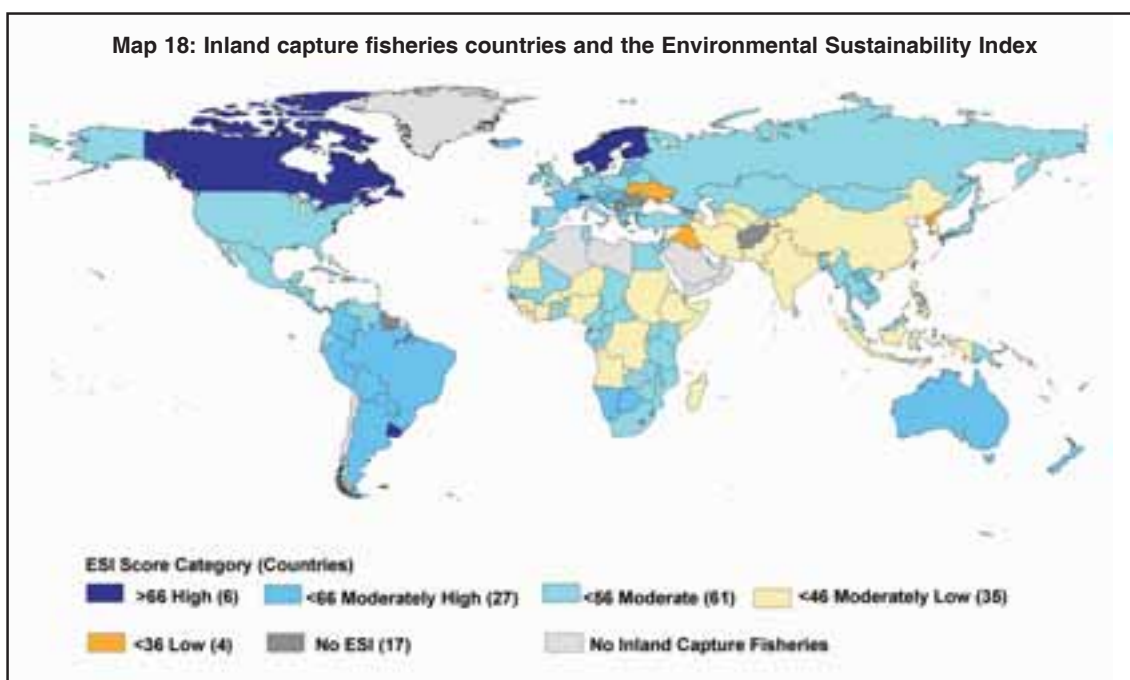 Map 18: Inland capture fisheries countries and the Environmental Sustainability Index
ESI Score Category (Countries)
>66 High (6) <66 Moderately High (27) <56 Moderate (61) <46 Moderately Low (35)
<36 Low (4) No ESI (17) No Inland Capture Fisheries